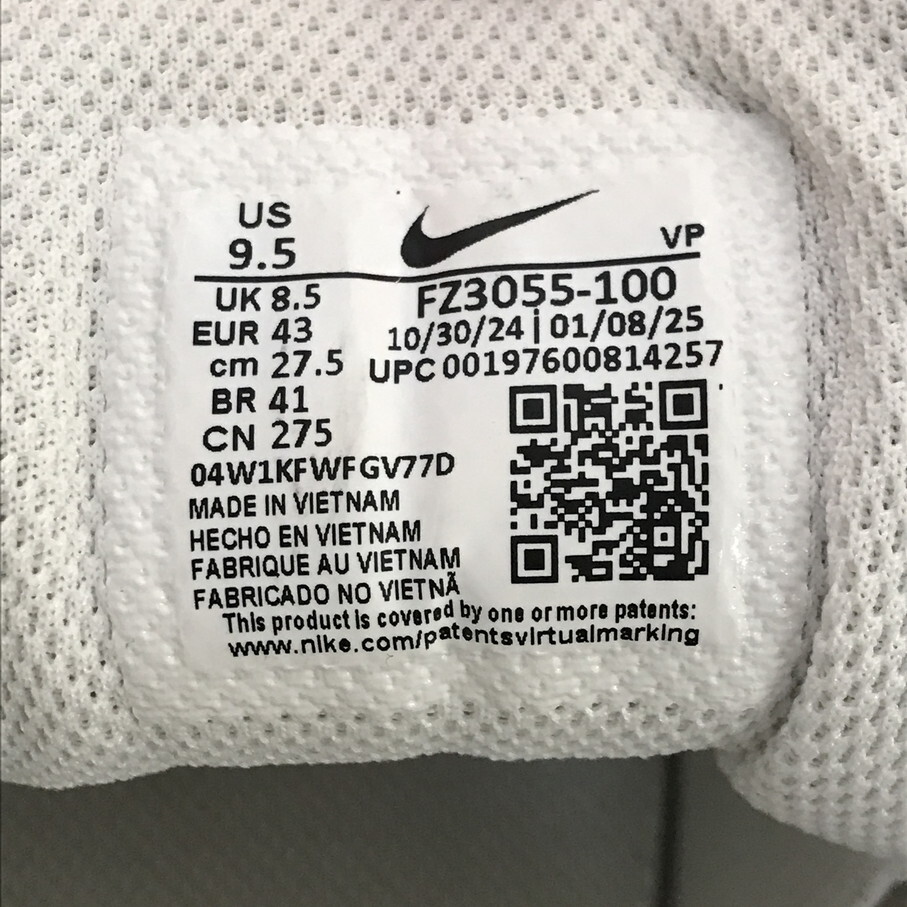 US
9.5
VP
UK 8.5
EUR 43
cm 27.5
BR 41
CN 275
FZ3055-100
10/30/24 | 01/08/25
UPC 00197600814257
04W1KFWFGV77D
MADE IN VIETNAM
HECHO EN VIETNAM
FABRIQUE AU VIETNAM
FABRICADO NO VIETNÃ
This product is covered by one or more patents:
www.nike.com/patentsvirtualmarking